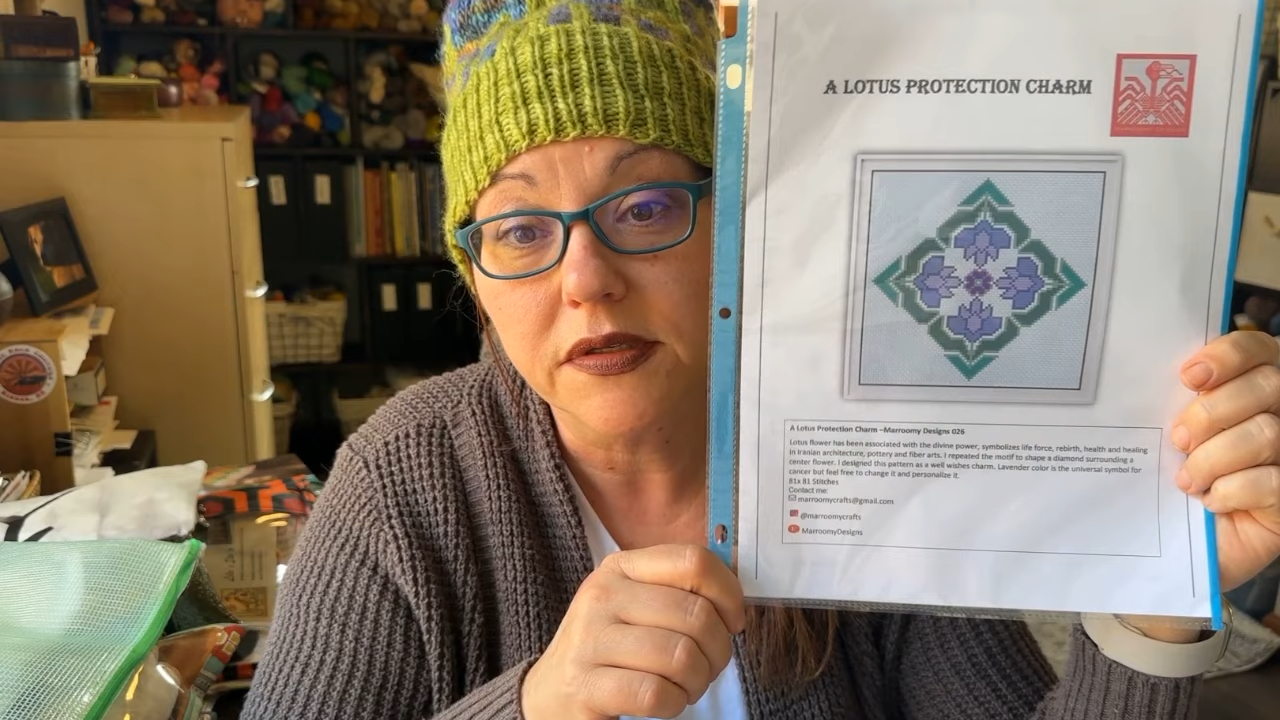 A LOTUS PROTECTION CHARM
A Lotus Protection Charm –Marroomy Designs 026
Lotus flower has been associated with the divine power, symbolizes life force, rebirth, health and healing
in Iranian architecture, pottery and fiber arts. I repeated the motif to shape a diamond surrounding a
center flower. I designed this pattern as a well wishes charm. Lavender color is the universal symbol for
cancer but feel free to change it and personalize it.
81x 81 Stitches
Contact me:
marroomycrafts@gmail.com
@marroomycrafts
MarroomyDesigns